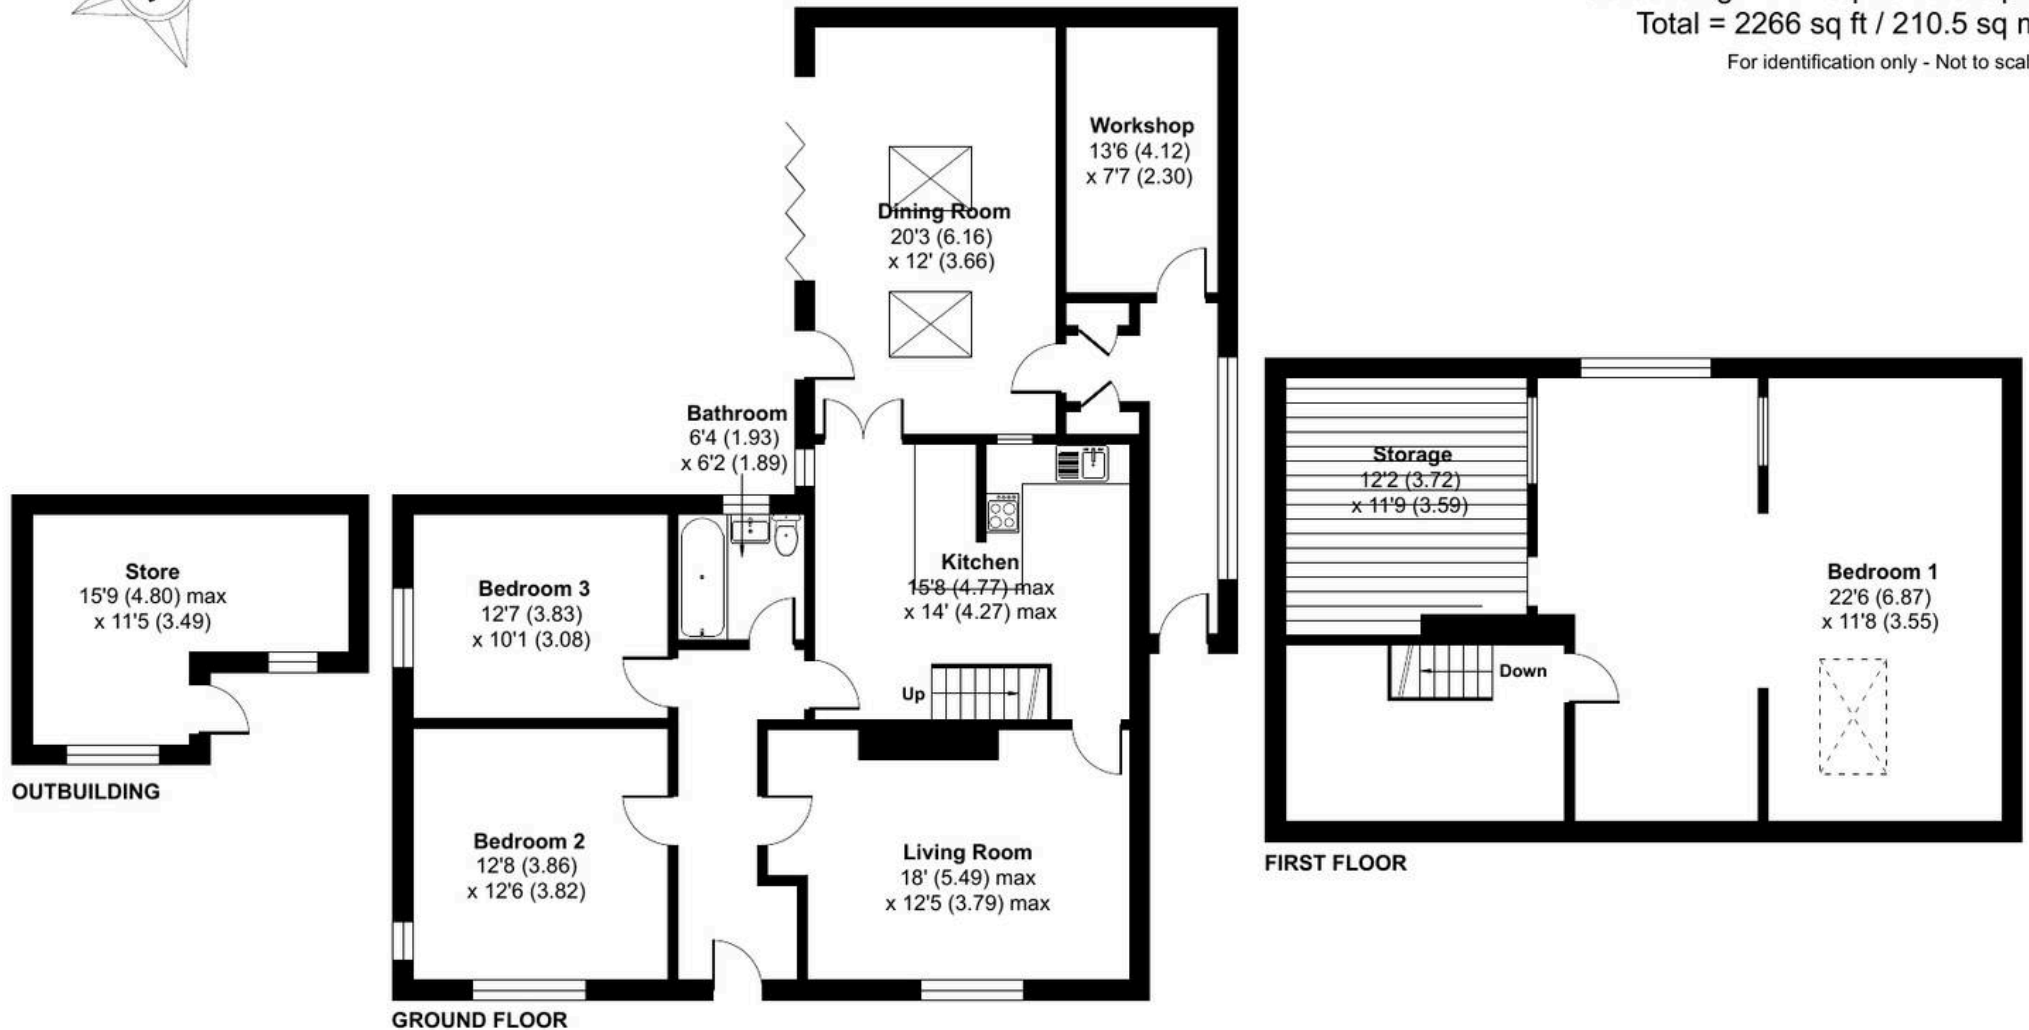 Total = 2266 sq ft / 210.5 sq m
For identification only - Not to scal
Workshop
13'6 (4.12)
x 7'7 (2.30)
Dining Room
20'3 (6.16)
x 12' (3.66)
Bathroom
6'4 (1.93)
x 6'2 (1.89)
Storage
12'2 (3.72)
x 11'9 (3.59)
Store
15'9 (4.80) max
x 11'5 (3.49)
Bedroom 3
12'7 (3.83)
x 10'1 (3.08)
Kitchen
15'8 (4.77) max
x 14' (4.27) max
Bedroom 1
22'6 (6.87)
x 11'8 (3.55)
Up
Down
OUTBUILDING
Bedroom 2
12'8 (3.86)
x 12'6 (3.82)
Living Room
18' (5.49) max
x 12'5 (3.79) max
FIRST FLOOR
GROUND FLOOR